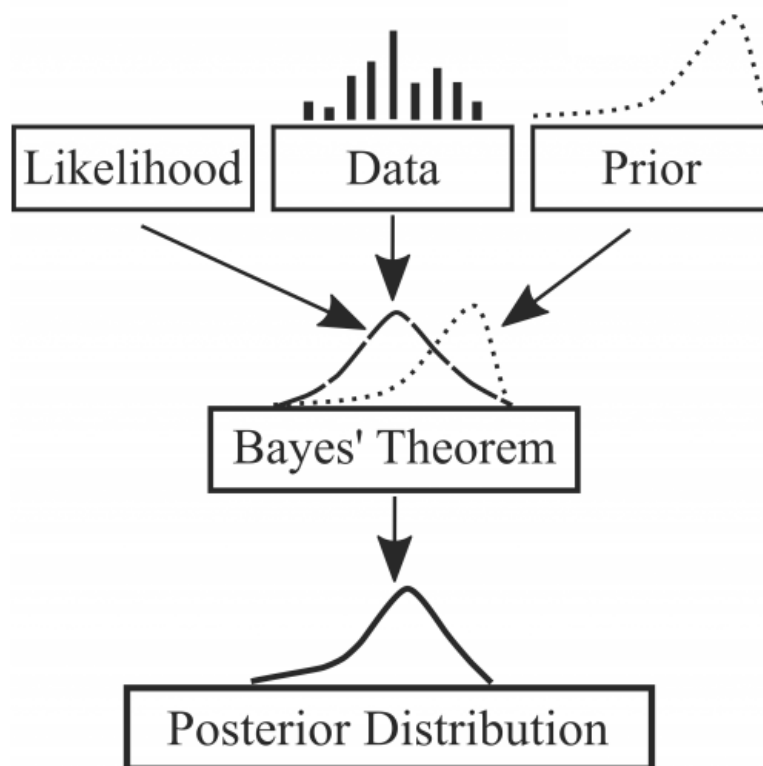 Likelihood
Data
Prior
Bayes' Theorem
Posterior Distribution